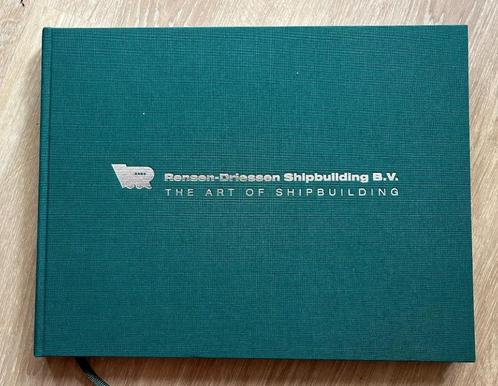 Rensen-Driessen Shipbuilding B.V.
THE ART OF SHIPBUILDING